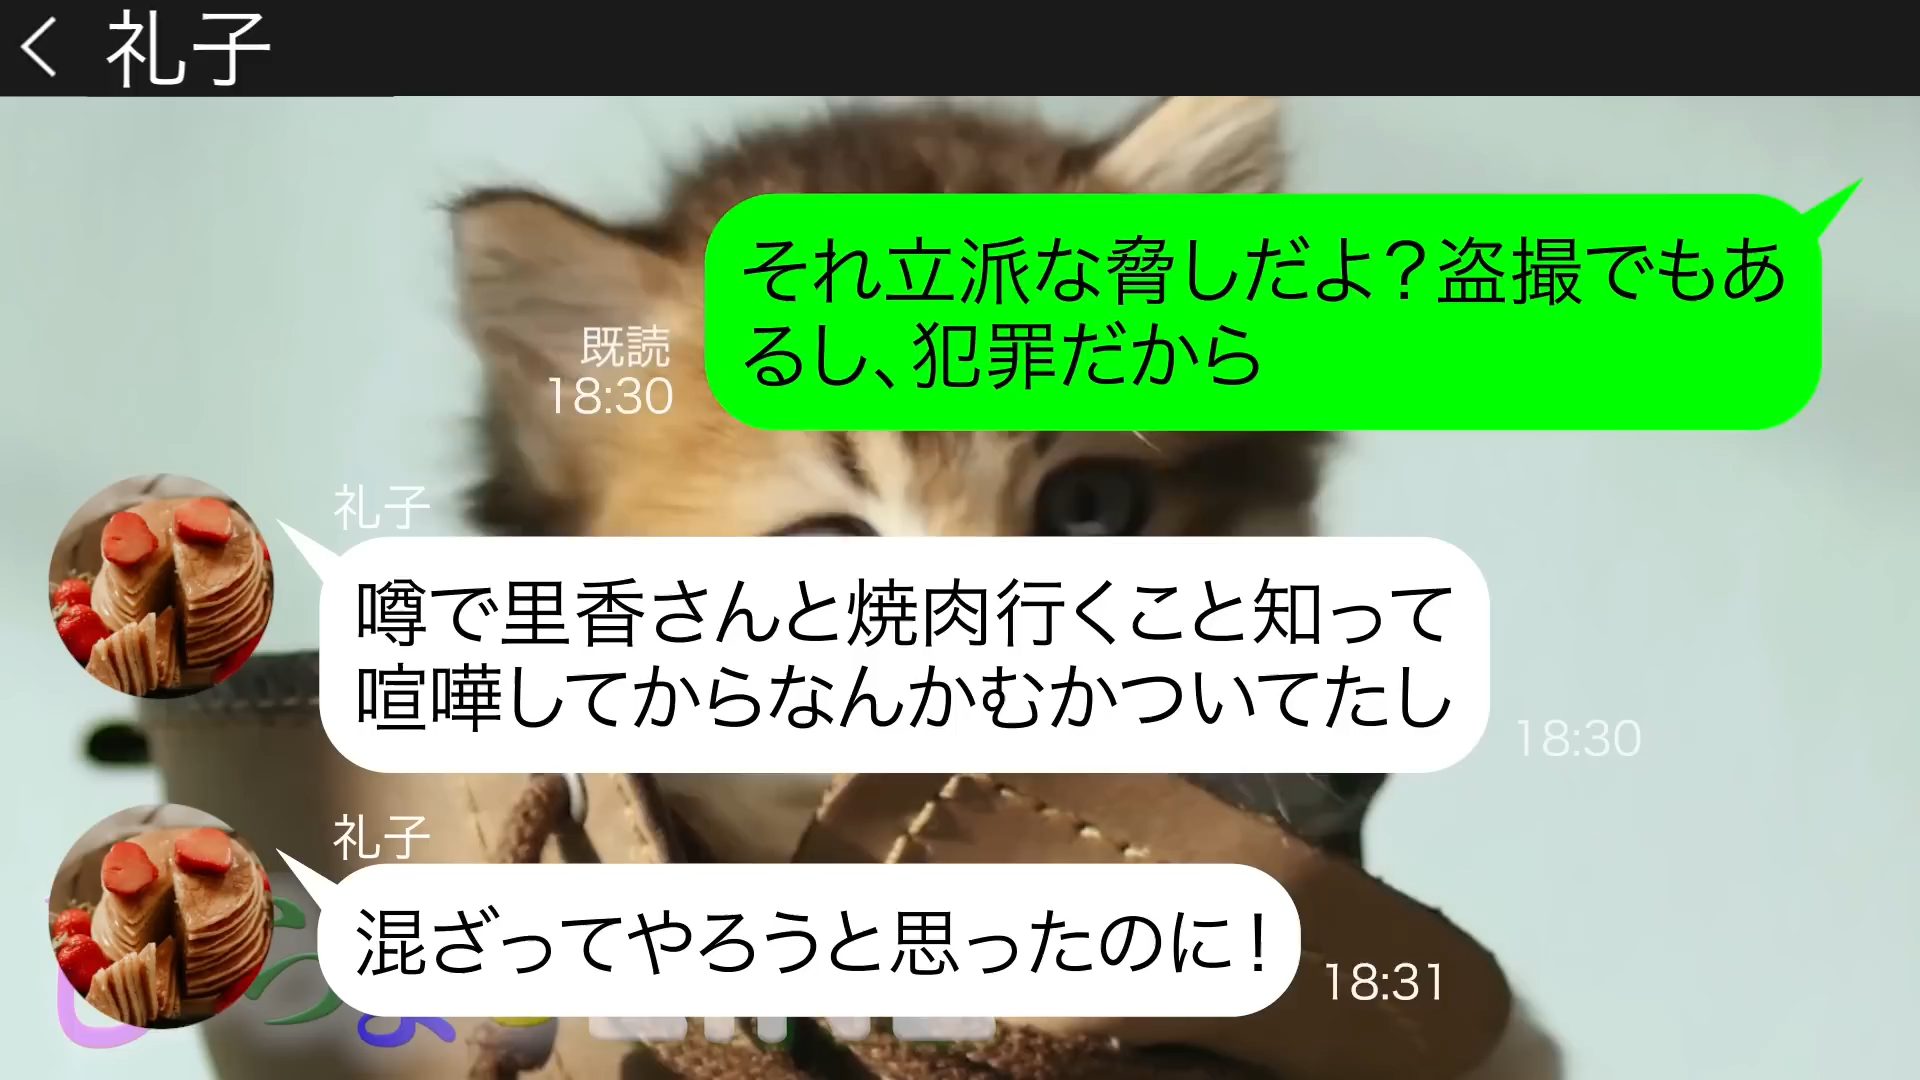 礼子
それ立派な脅しだよ？盗撮でもあ
るし、犯罪だから
既読
18:30
礼子
噂で里香さんと焼肉行くこと知って
喧嘩してからなんかむかついてたし
18:30
礼子
混ざってやろうと思ったのに！
18:31